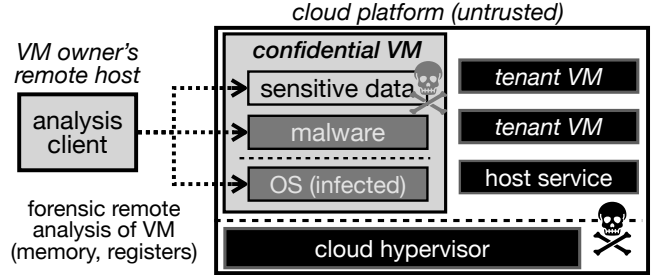 cloud platform (untrusted)
VM owner's
remote host
analysis
client
forensic remote
analysis of VM
(memory, registers)
confidential VM
sensitive data
malware
OS (infected)
tenant VM
tenant VM
host service
cloud hypervisor